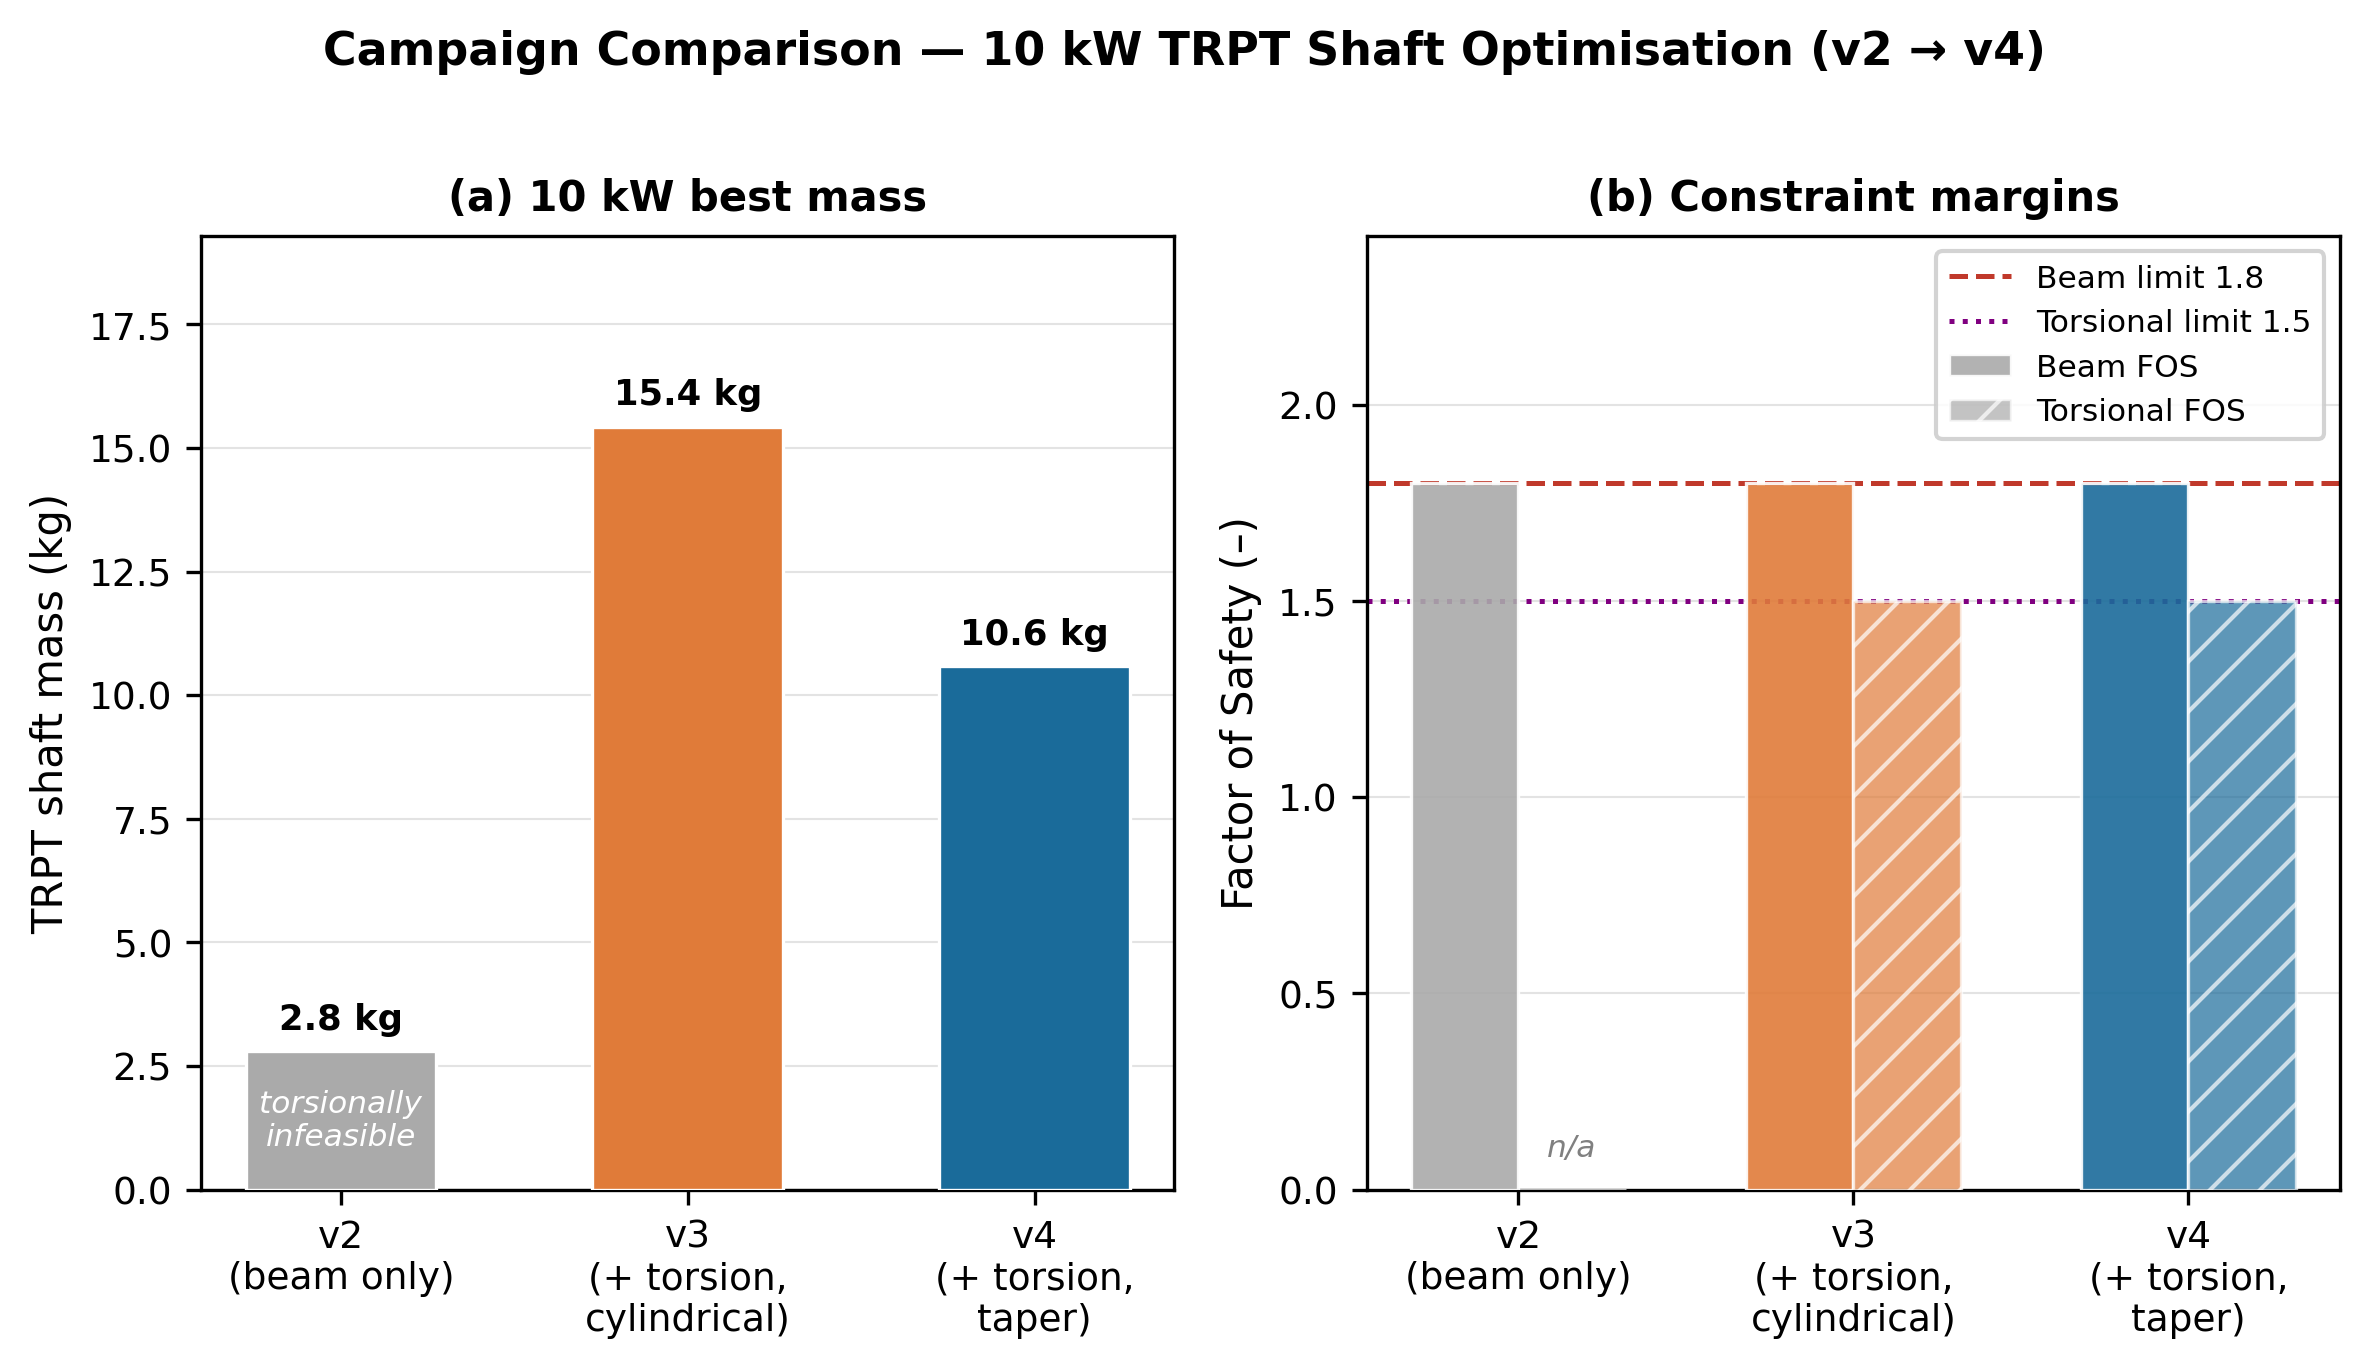 Campaign Comparison — 10 kW TRPT Shaft Optimisation (v2 → v4)
(a) 10 kW best mass
TRPT shaft mass (kg)
17.5
15.0
12.5
10.0
7.5
5.0
2.5
0.0
2.8 kg
torsionally
infeasible
15.4 kg
10.6 kg
v2
(beam only)
v3
(+ torsion,
cylindrical)
v4
(+ torsion,
taper)
(b) Constraint margins
Factor of Safety (–)
2.0
1.5
1.0
0.5
0.0
Beam limit 1.8
Torsional limit 1.5
Beam FOS
Torsional FOS
n/a
v2
(beam only)
v3
(+ torsion,
cylindrical)
v4
(+ torsion,
taper)